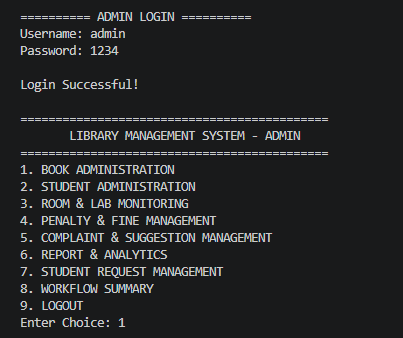 ========== ADMIN LOGIN ==========
Username: admin
Password: 1234
Login Successful!
============================================
LIBRARY MANAGEMENT SYSTEM - ADMIN
============================================
1. BOOK ADMINISTRATION
2. STUDENT ADMINISTRATION
3. ROOM & LAB MONITORING
4. PENALTY & FINE MANAGEMENT
5. COMPLAINT & SUGGESTION MANAGEMENT
6. REPORT & ANALYTICS
7. STUDENT REQUEST MANAGEMENT
8. WORKFLOW SUMMARY
9. LOGOUT
Enter Choice: 1